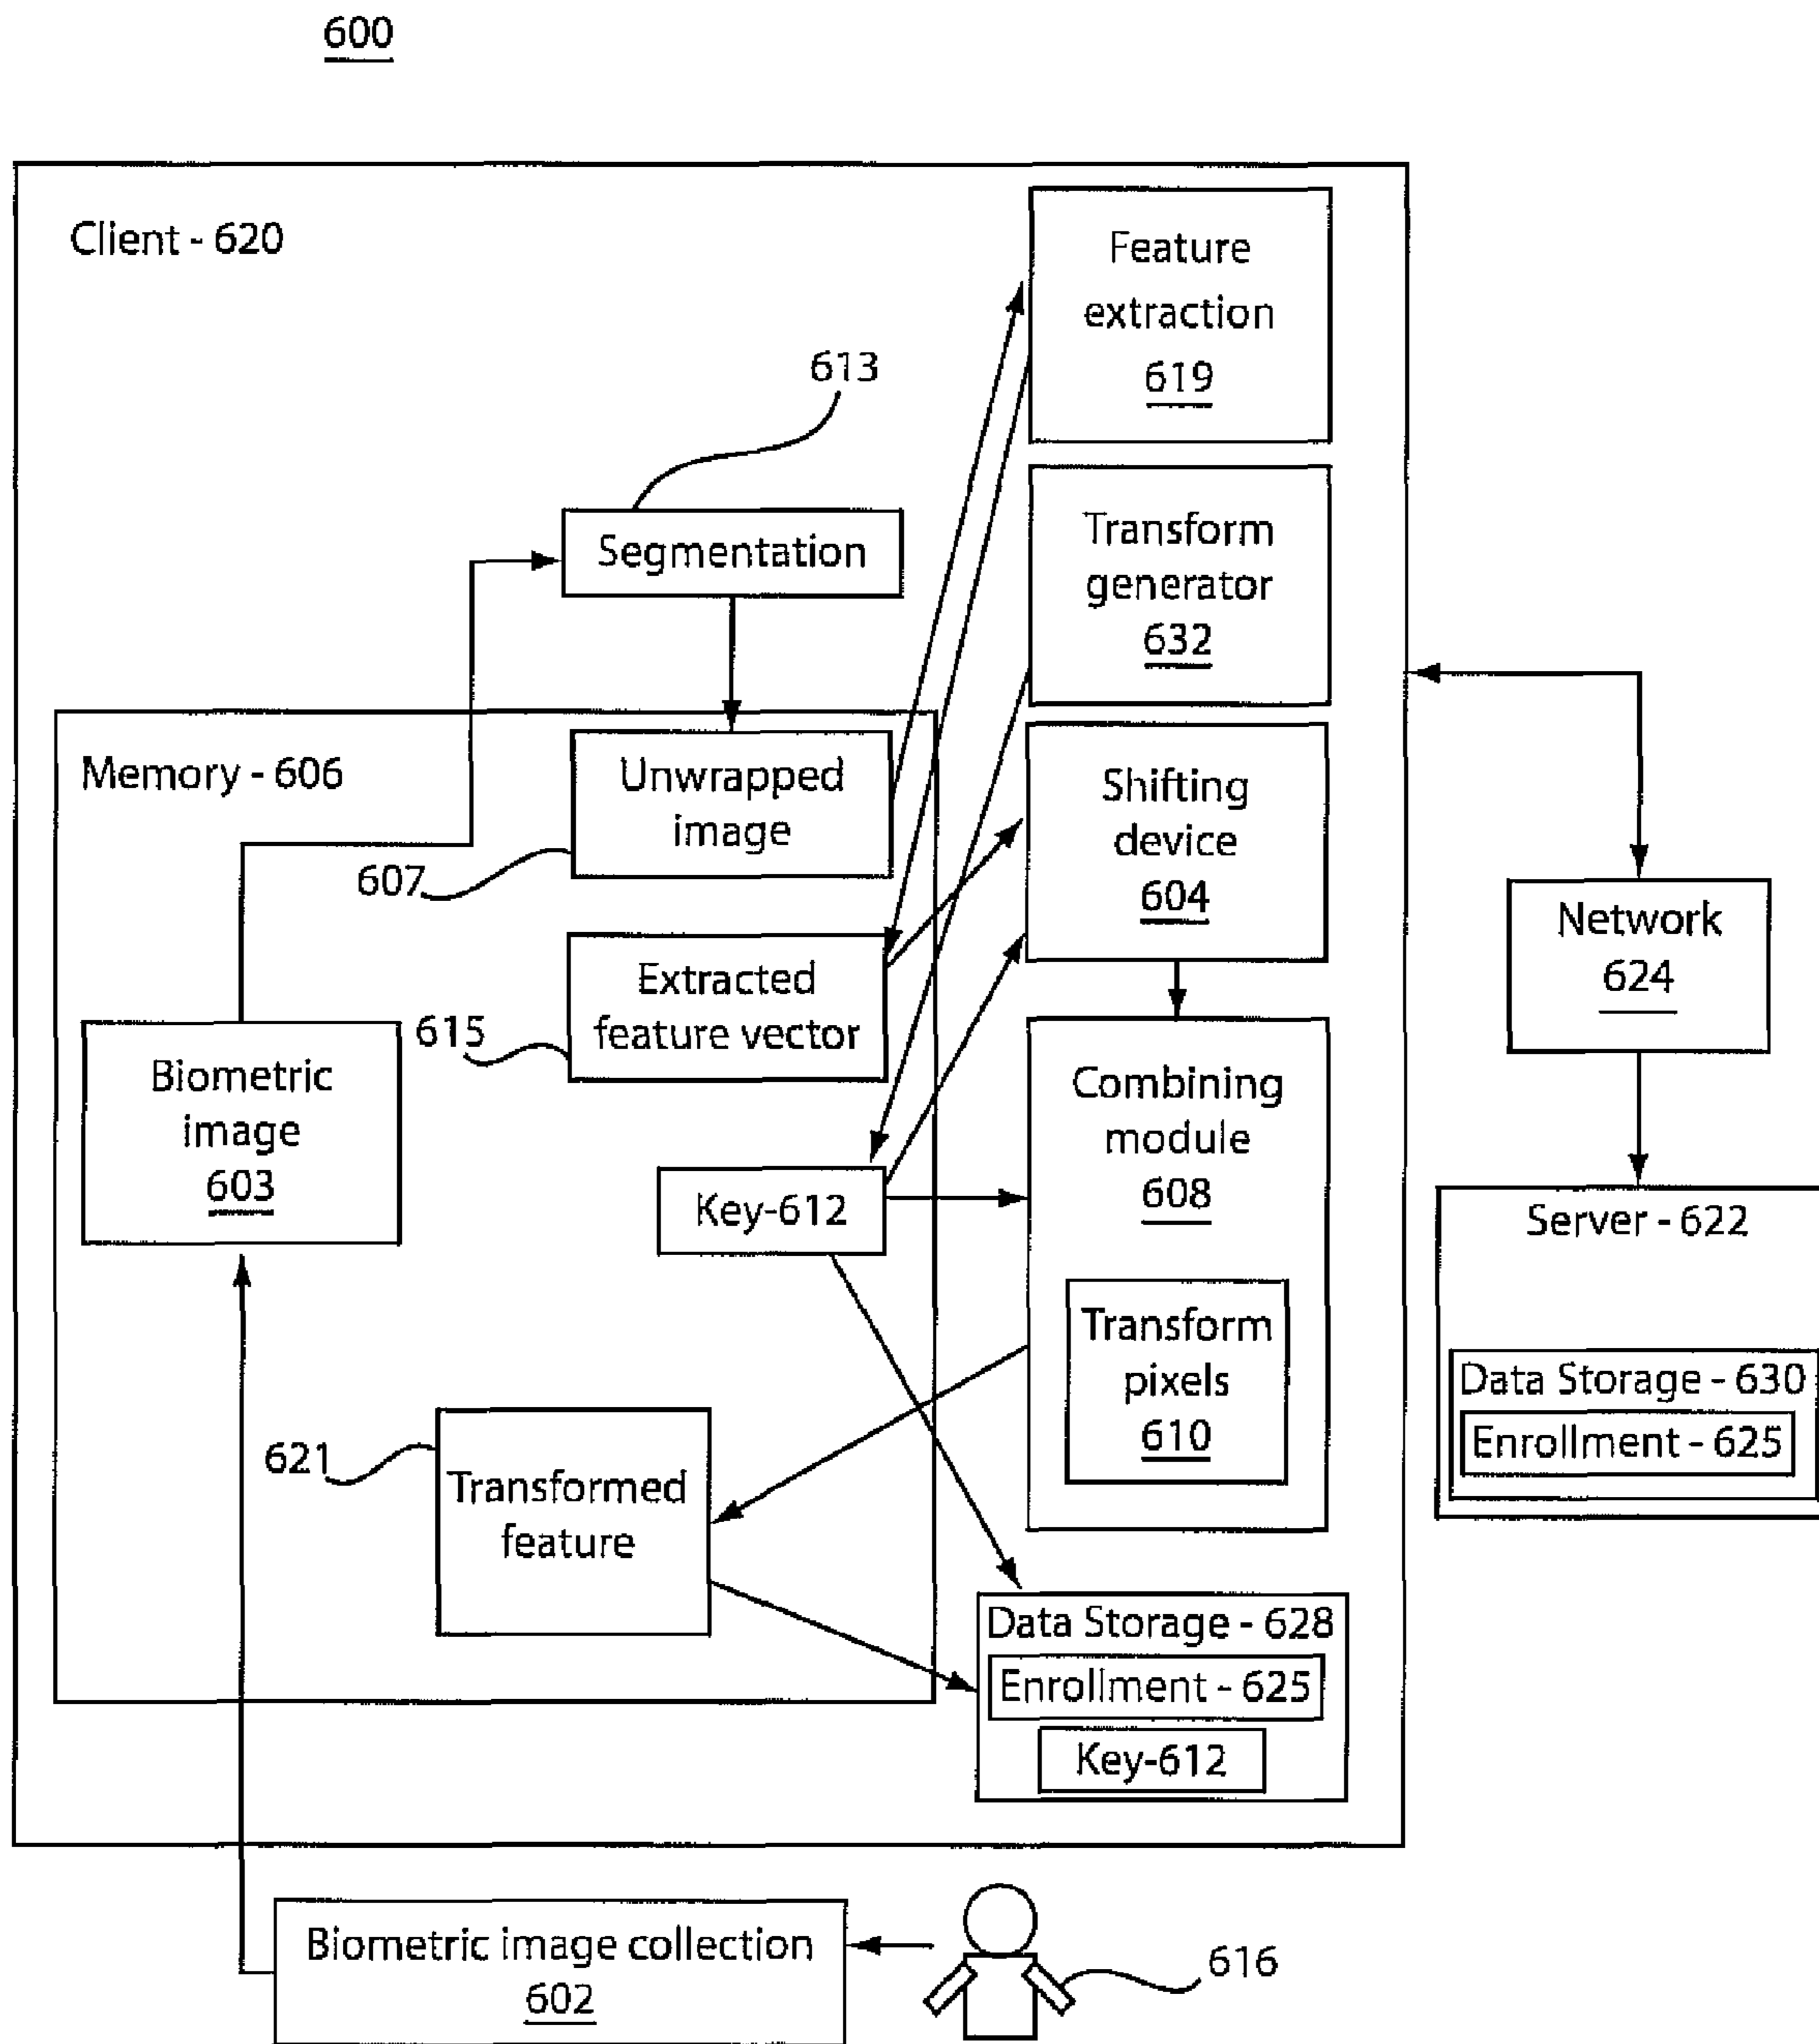 600
Client - 620
Feature
extraction
619
613
Segmentation
Transform
generator
632
Memory - 606
Unwrapped
image
607
Shifting
device
604
Network
624
Extracted
feature vector
615
Biometric
image
603
Combining
module
608
Key-612
Server - 622
Transform
pixels
610
Data Storage - 630
Enrollment - 625
621
Transformed
feature
Data Storage - 628
Enrollment - 625
Key-612
Biometric image collection
602
616